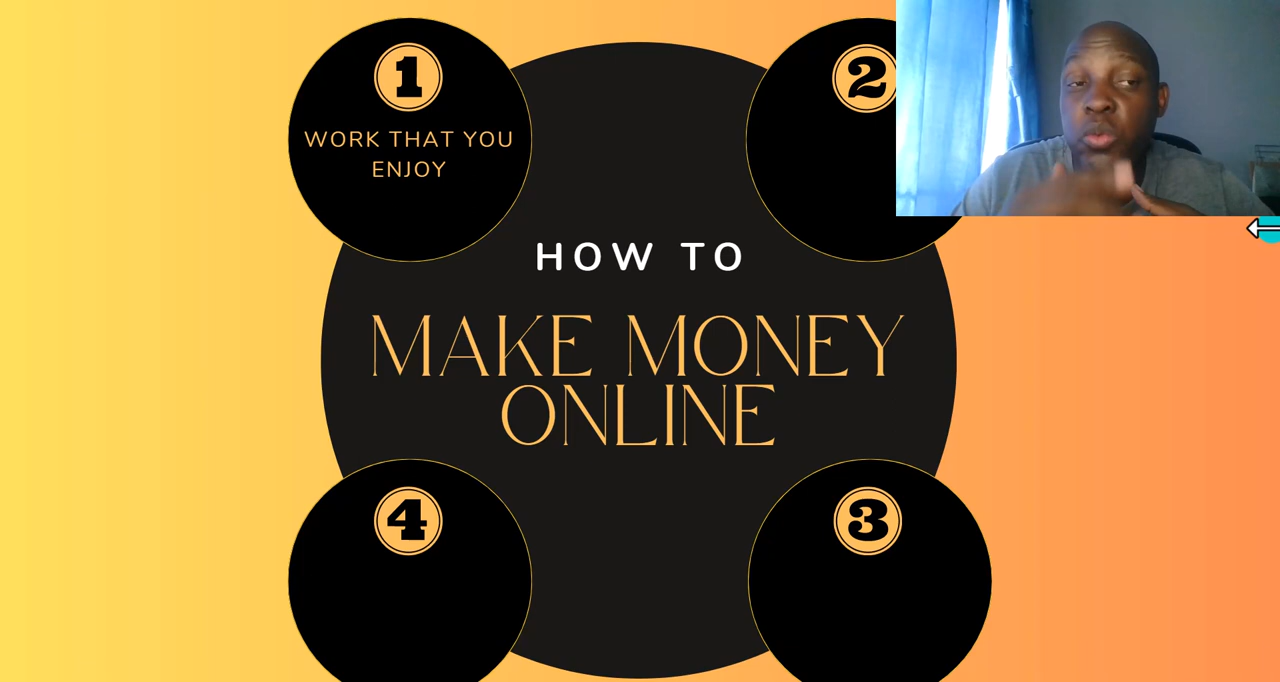 1
WORK THAT YOU
ENJOY
2
HOW TO
MAKE MONEY
ONLINE
4
3